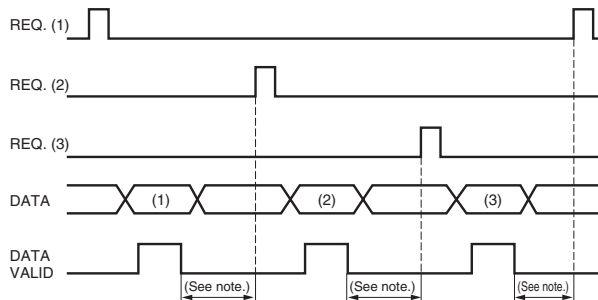 REQ. (1)
REQ. (2)
REQ. (3)
DATA
(1)
(2)
(3)
DATA
VALID
(See note.)
(See note.)
(See note.)